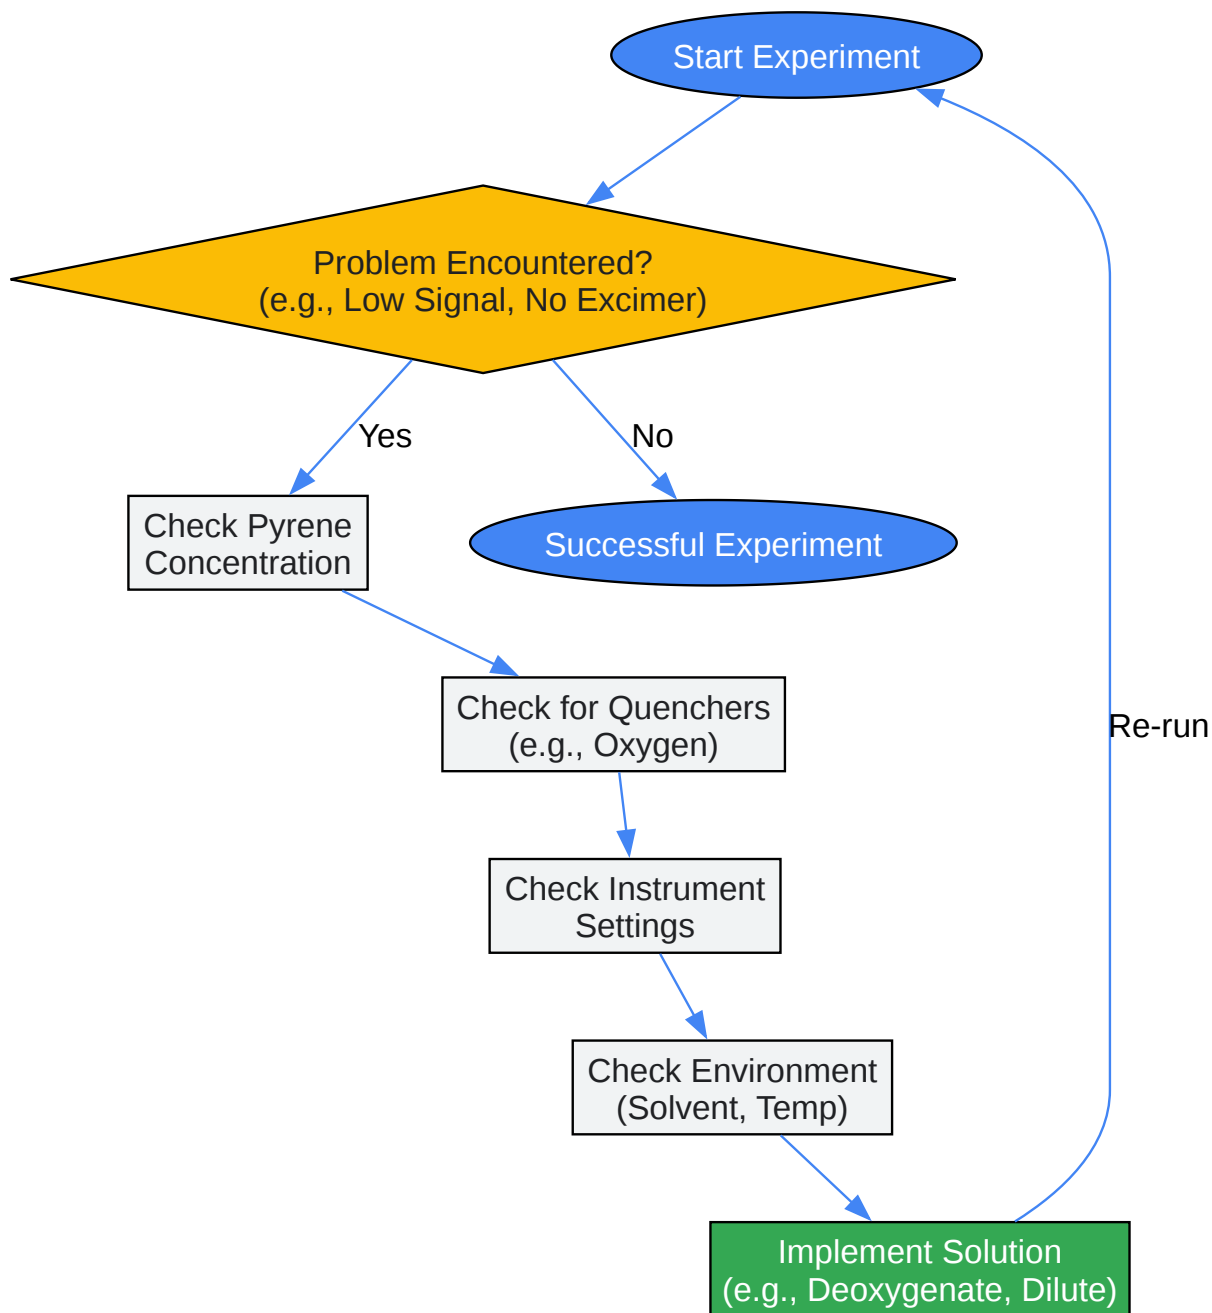 Start Experiment
Problem Encountered?
(e.g., Low Signal, No Excimer)
Yes
No
Check Pyrene
Concentration
Successful Experiment
Check for Quenchers
(e.g., Oxygen)
Re-run
Check Instrument
Settings
Check Environment
(Solvent, Temp)
Implement Solution
(e.g., Deoxygenate, Dilute)